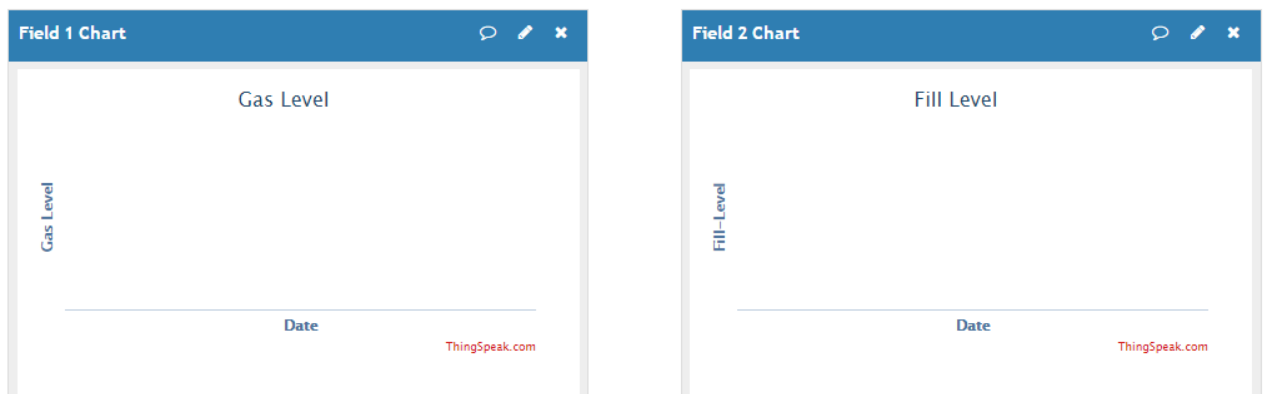 Field 1 Chart
Gas Level
Gas Level
Date
ThingSpeak.com
Field 2 Chart
Fill Level
Fill-Level
Date
ThingSpeak.com